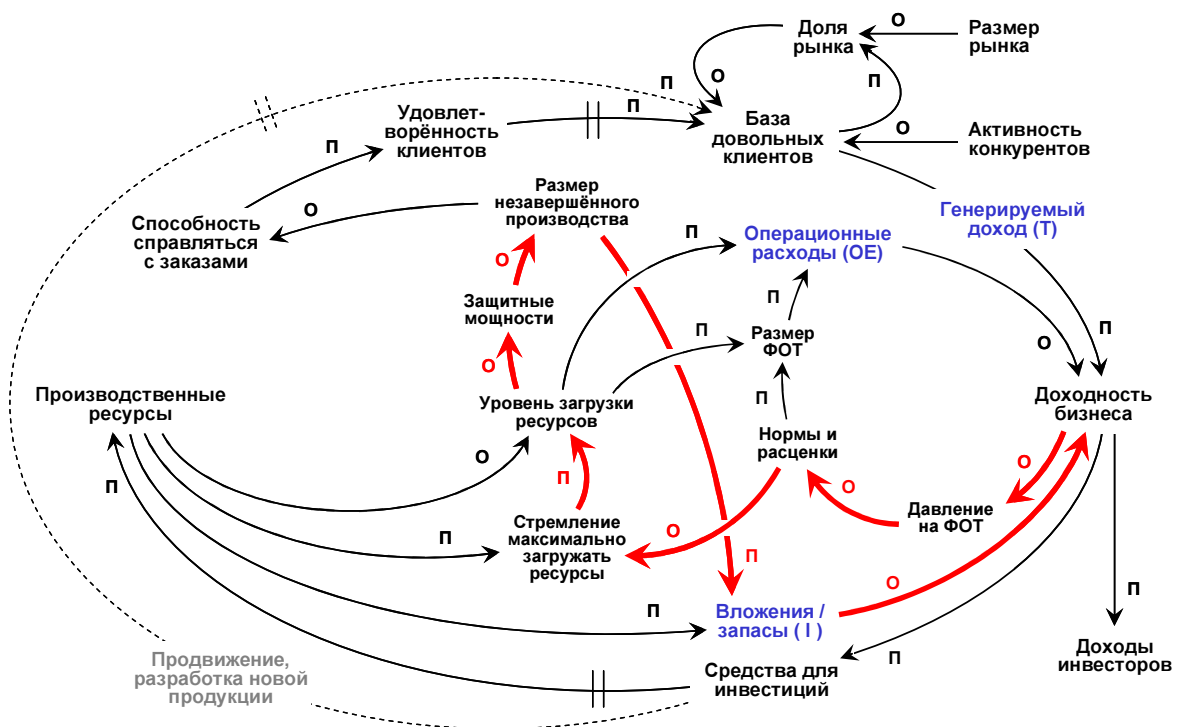 Доля
рынка
О
Размер
рынка
О
П
П
Удовлет-
ворённость
клиентов
П
База
довольных
клиентов
О
Активность
конкурентов
П
Способность
справляться
с заказами
О
Размер
незавершённого
производства
П
Операционные
расходы (OE)
П
Генерируемый
доход (T)
О
Защитные
мощности
П
Размер
ФОТ
П
О
П
О
Производственные
ресурсы
Уровень загрузки
ресурсов
П
Нормы и
расценки
Доходность
бизнеса
О
П
О
П
О
О
Давление
на ФОТ
Стремление
максимально
загружать
ресурсы
П
О
П
О
П
Вложения /
запасы ( I )
П
Продвижение,
разработка новой
продукции
Средства для
инвестиций
П
Доходы
инвесторов